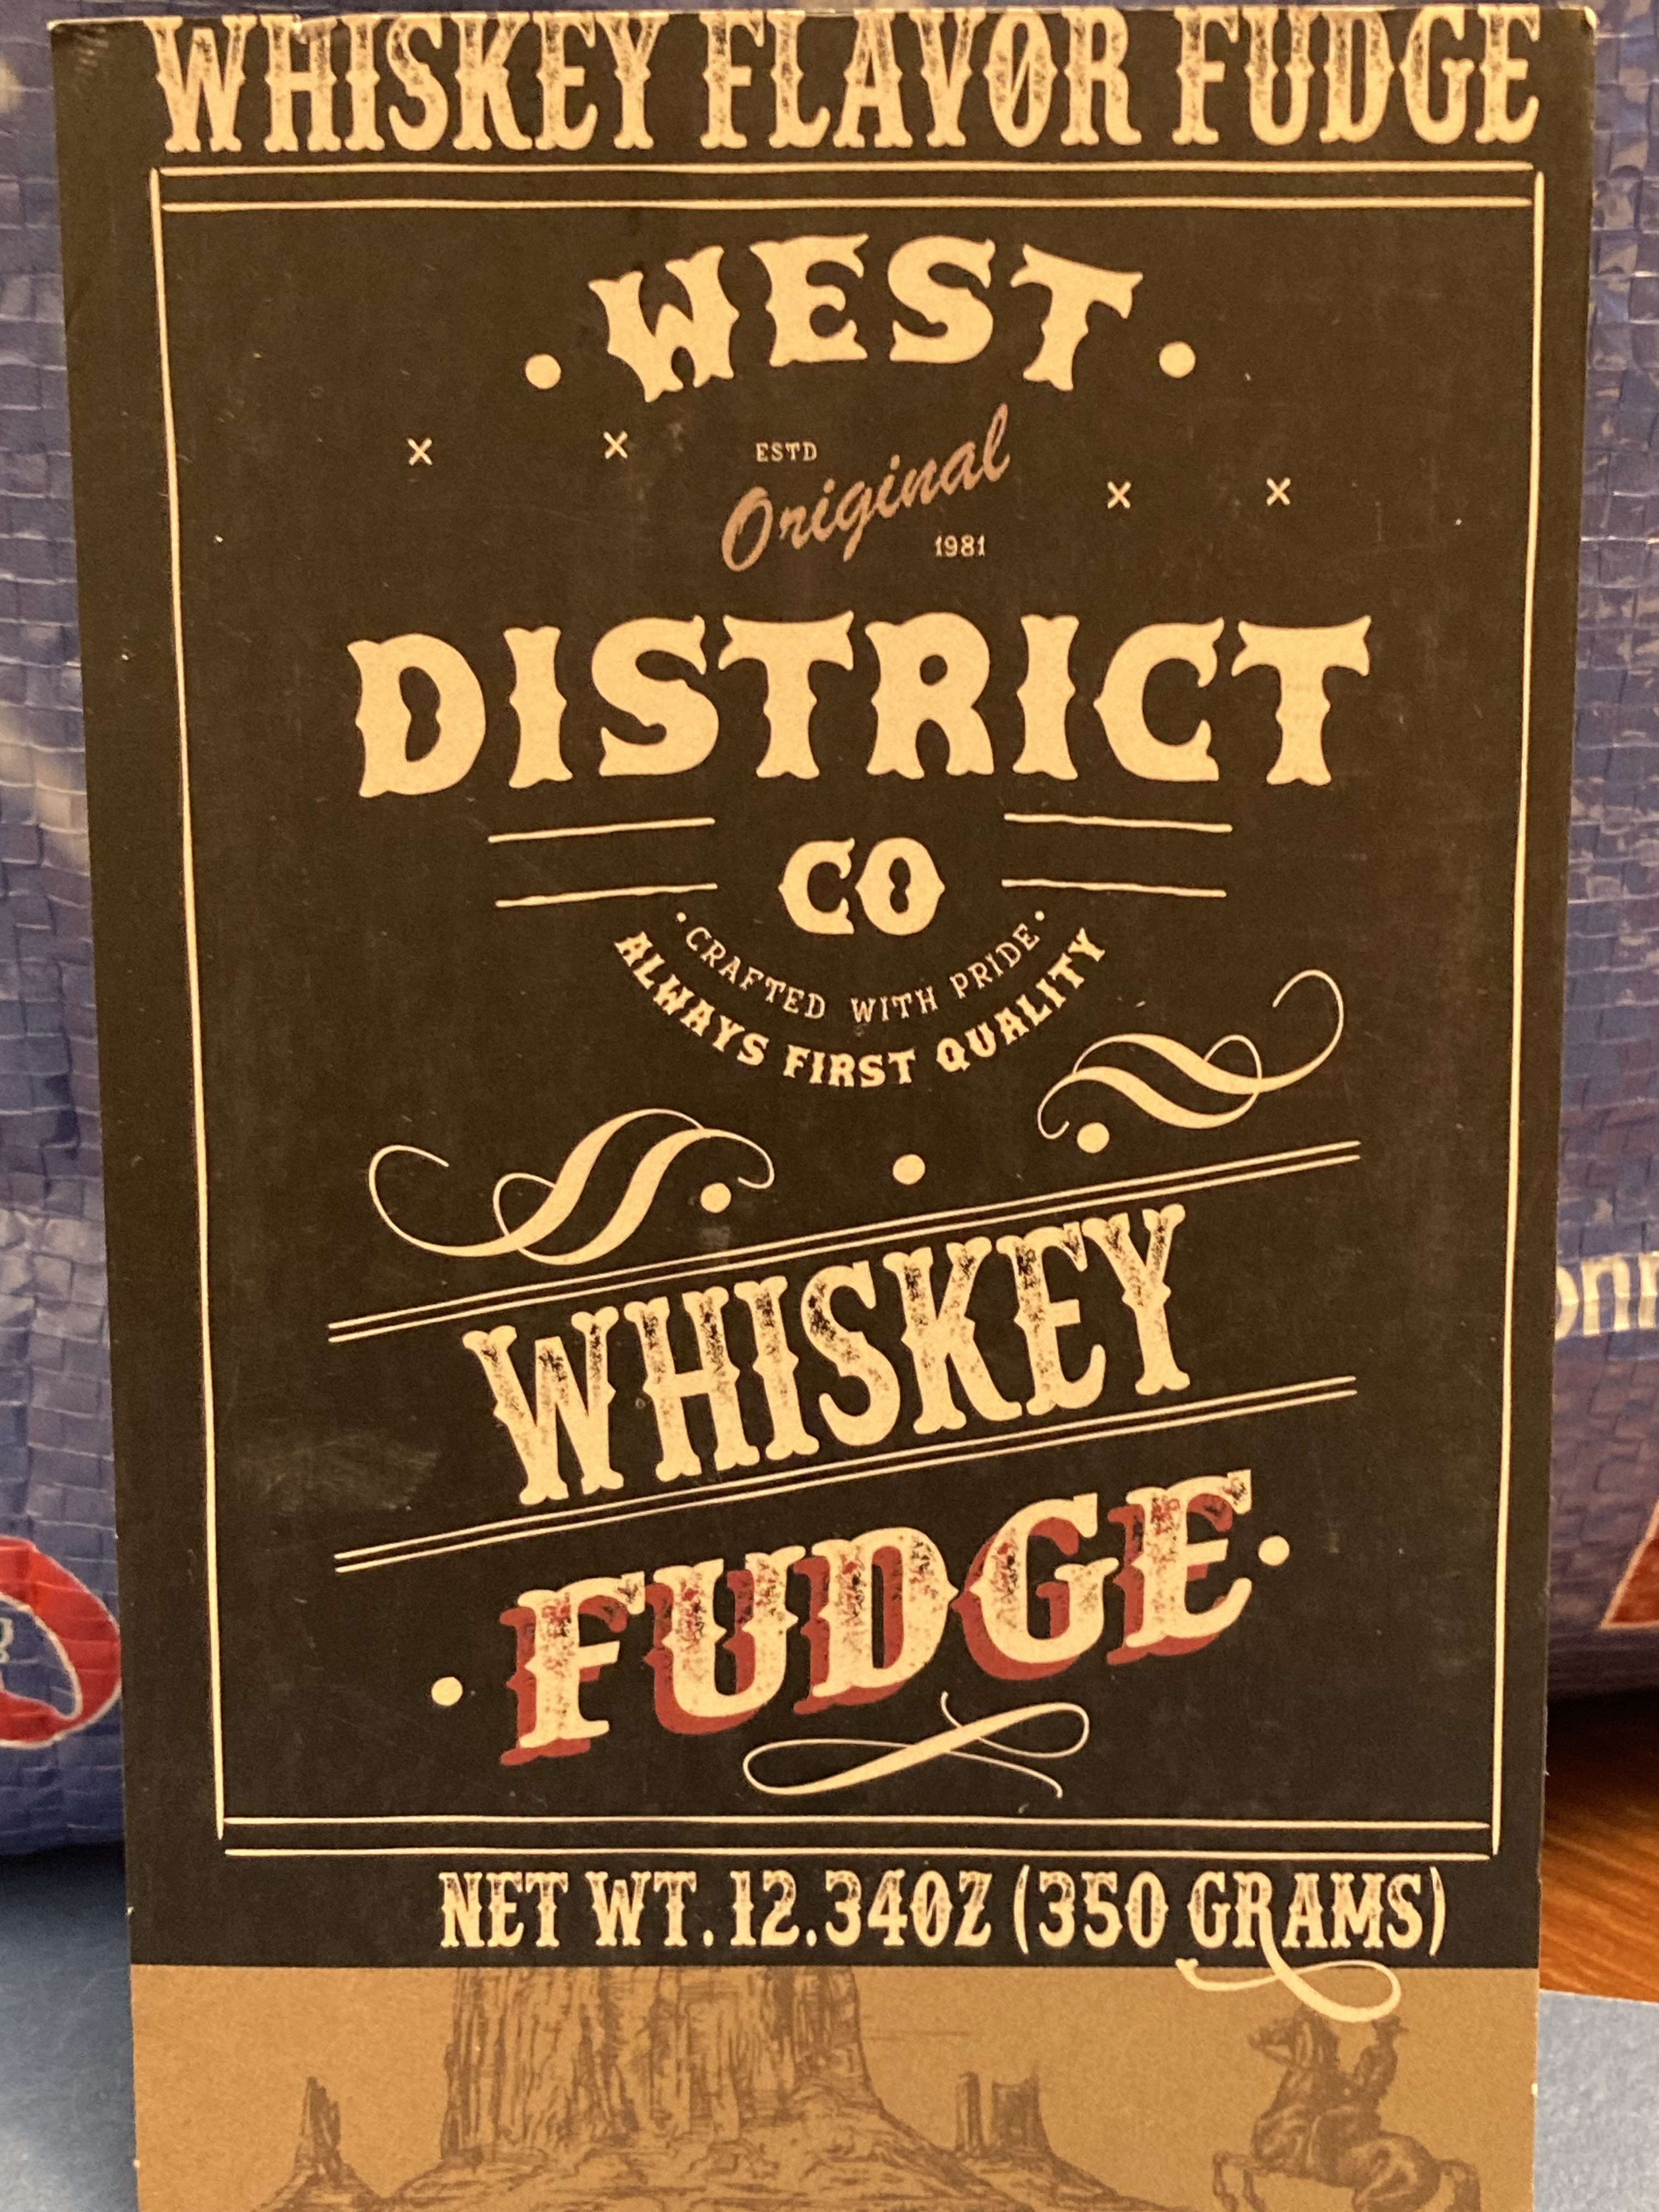 WHISKEY FLAVOR FUDGE
· WEST ·
ESTD
Original
1981
DISTRICT
CO
· CRAFTED WITH PRIDE ·
ALWAYS FIRST QUALITY
WHISKEY
· FUDGE ·
NET WT. 12.34OZ (350 GRAMS)